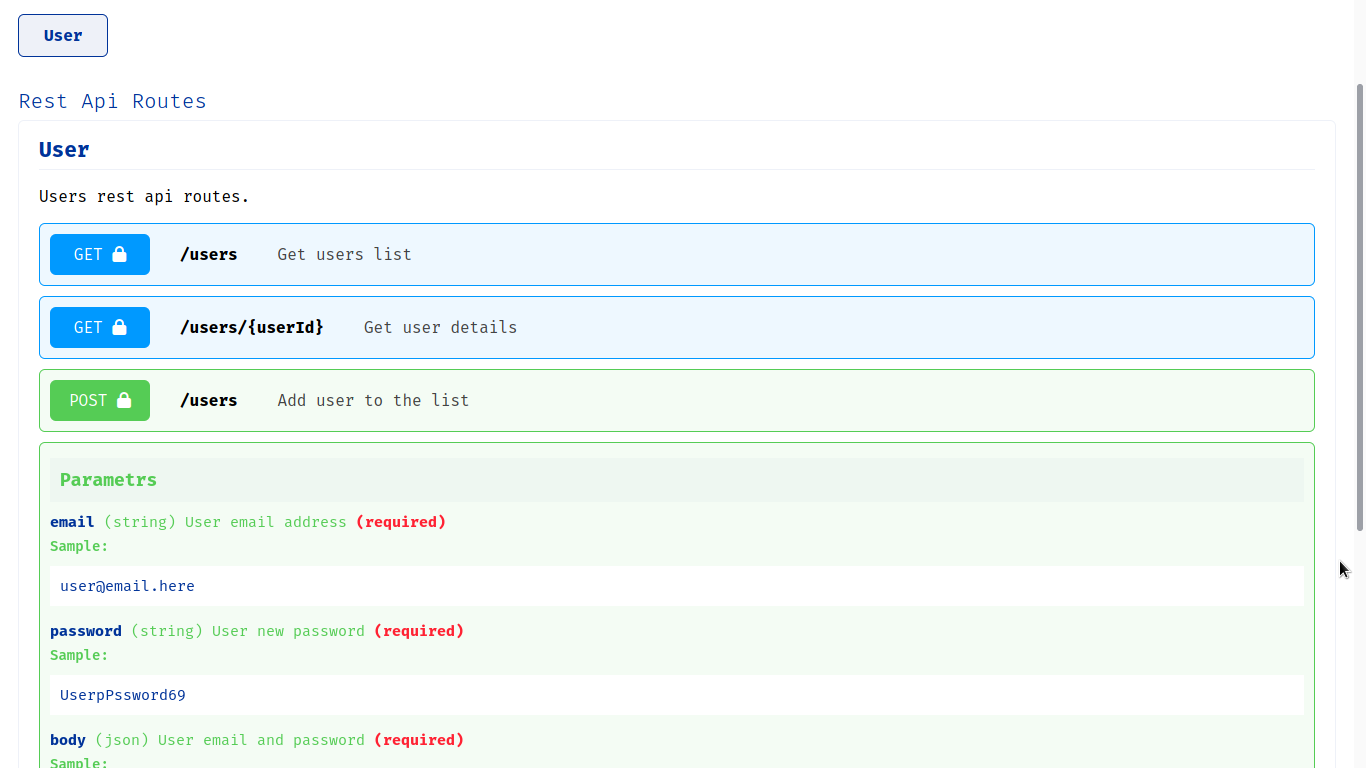 User
Rest Api Routes
User
Users rest api routes.
GET /users Get users list
GET /users/{userId} Get user details
POST /users Add user to the list
Parametrs
email (string) User email address (required)
Sample:
user@email.here
password (string) User new password (required)
Sample:
UserpPssword69
body (json) User email and password (required)
Sample: